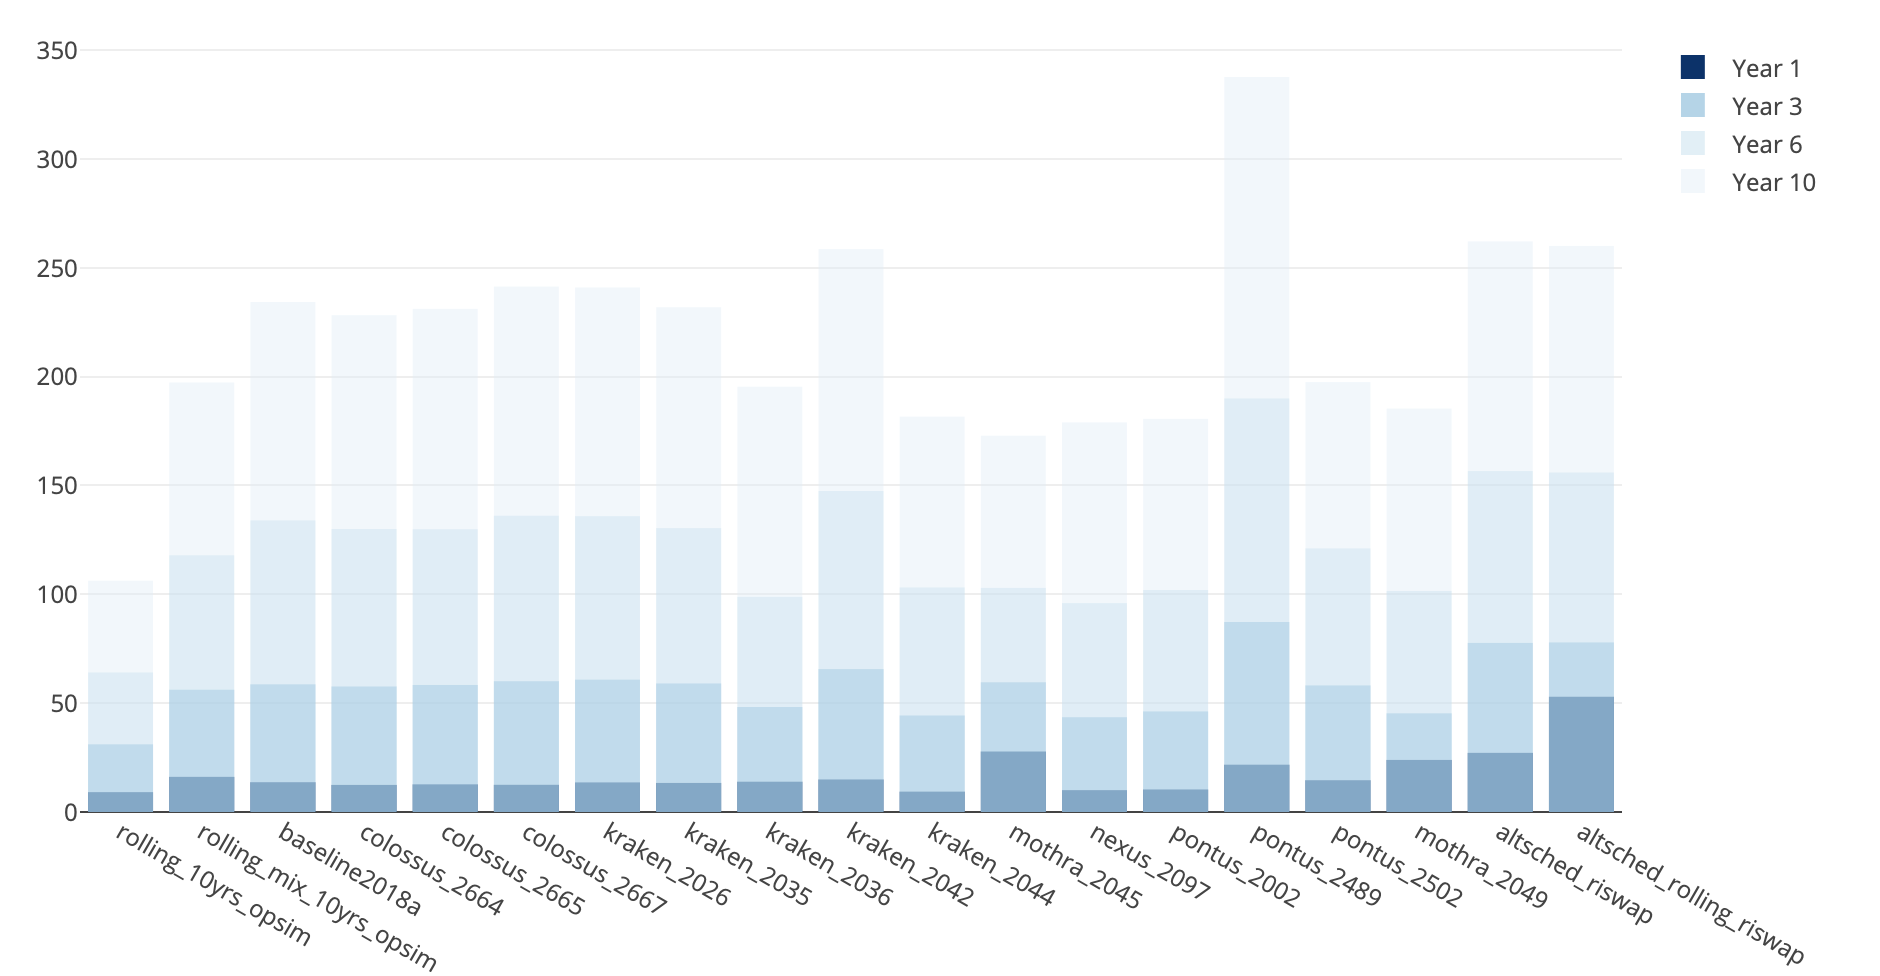 350
300
250
200
150
100
50
0
Year 1
Year 3
Year 6
Year 10
rolling_10yrs_opsim
rolling_mix_10yrs_opsim
baseline2018a
colossus_2664
colossus_2665
colossus_2667
kraken_2026
kraken_2035
kraken_2036
kraken_2042
kraken_2044
mothra_2045
nexus_2097
pontus_2002
pontus_2489
pontus_2502
mothra_2049
altsched_riswap
altsched_rolling_riswap